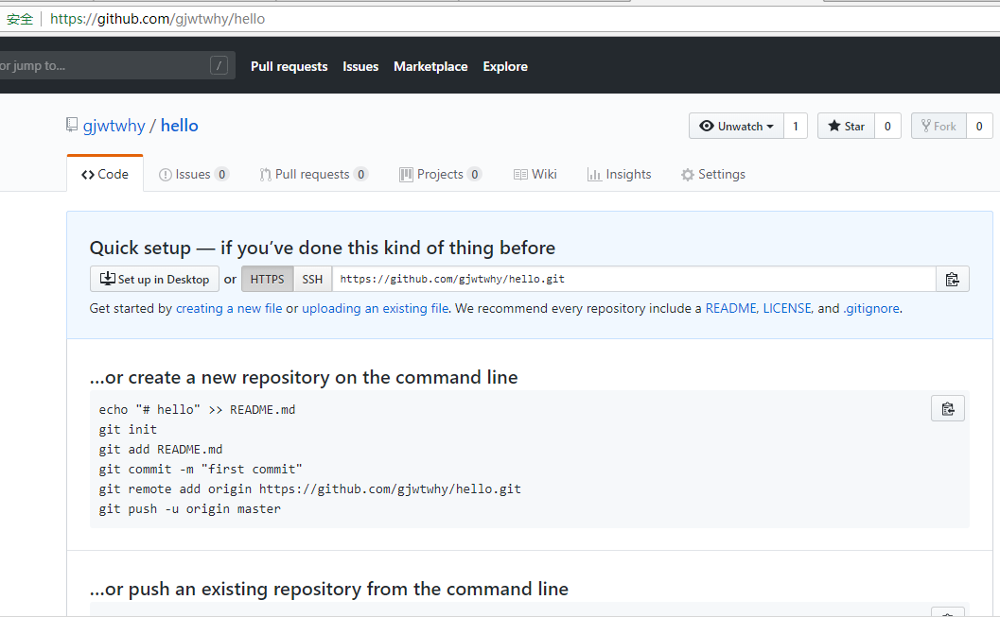 安全 https://github.com/gjwtwhy/hello
or jump to... / Pull requests Issues Marketplace Explore
gjwtwhy / hello Unwatch 1 Star 0 Fork 0
Code Issues 0 Pull requests 0 Projects 0 Wiki Insights Settings
Quick setup — if you’ve done this kind of thing before
Set up in Desktop or HTTPS SSH https://github.com/gjwtwhy/hello.git
Get started by creating a new file or uploading an existing file. We recommend every repository include a README, LICENSE, and .gitignore.
…or create a new repository on the command line
echo "# hello" >> README.md
git init
git add README.md
git commit -m "first commit"
git remote add origin https://github.com/gjwtwhy/hello.git
git push -u origin master
…or push an existing repository from the command line